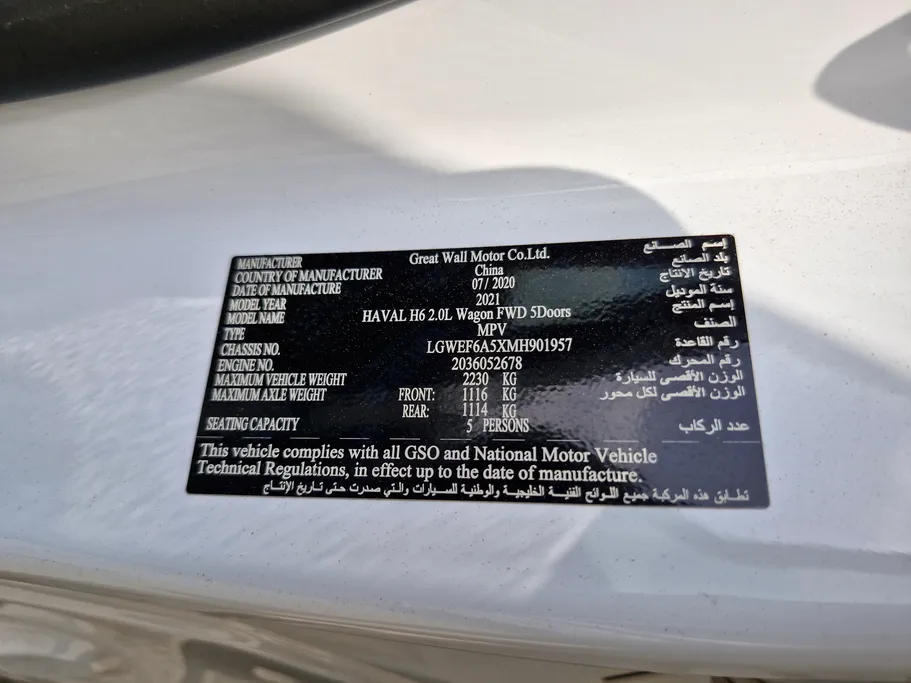 MANUFACTURER Great Wall Motor Co.Ltd. إسم الصــانع
COUNTRY OF MANUFACTURER China بلد الصانع
DATE OF MANUFACTURE 07/ 2020 تاريخ الانتاج
MODEL YEAR 2021 سنة الموديل
MODEL NAME HAVAL H6 2.0L Wagon FWD 5Doors إسم المنتج
TYPE MPV الصنف
CHASSIS NO. LGWEF6A5XMH901957 رقم القاعدة
ENGINE NO. 2036052678 رقم المحرك
MAXIMUM VEHICLE WEIGHT 2230 KG الوزن الأقصى للسيارة
MAXIMUM AXLE WEIGHT FRONT: 1116 KG الوزن الأقصى لكل محور
REAR: 1114 KG
SEATING CAPACITY 5 PERSONS عدد الركاب
This vehicle complies with all GSO and National Motor Vehicle
Technical Regulations, in effect up to the date of manufacture.
تطابق هذه المركبة جميع اللوائح الفنية الخليجية والوطنية للسيارات والتي صدرت حتى تاريخ الإنتاج